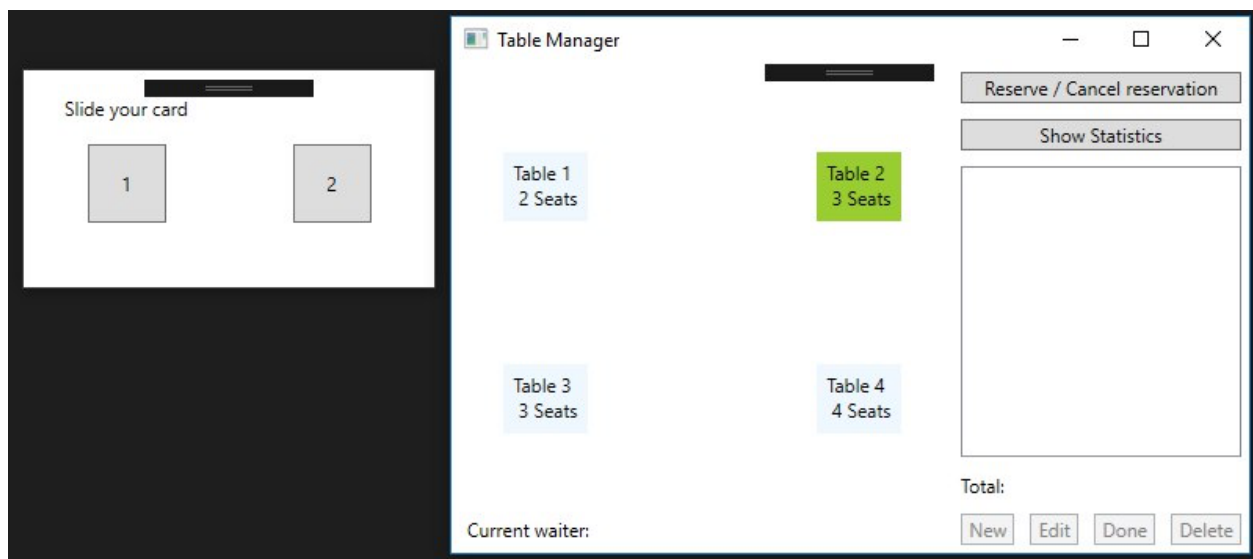 Slide your card
1
2
Table Manager
Reserve / Cancel reservation
Show Statistics
Table 1
2 Seats
Table 2
3 Seats
Table 3
3 Seats
Table 4
4 Seats
Total:
Current waiter:
New
Edit
Done
Delete